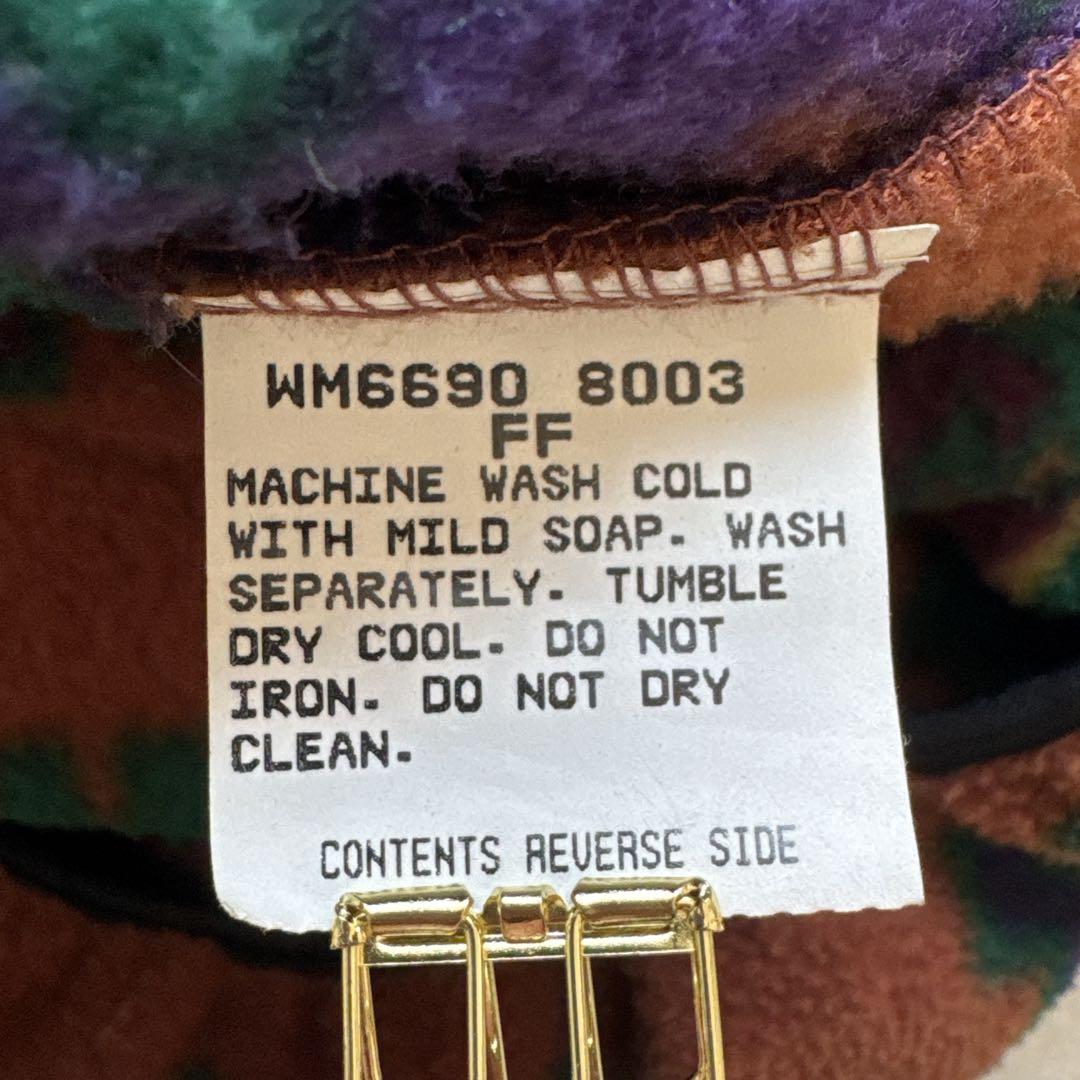 WM6690 8003
FF
MACHINE WASH COLD
WITH MILD SOAP. WASH
SEPARATELY. TUMBLE
DRY COOL. DO NOT
IRON. DO NOT DRY
CLEAN.
CONTENTS REVERSE SIDE